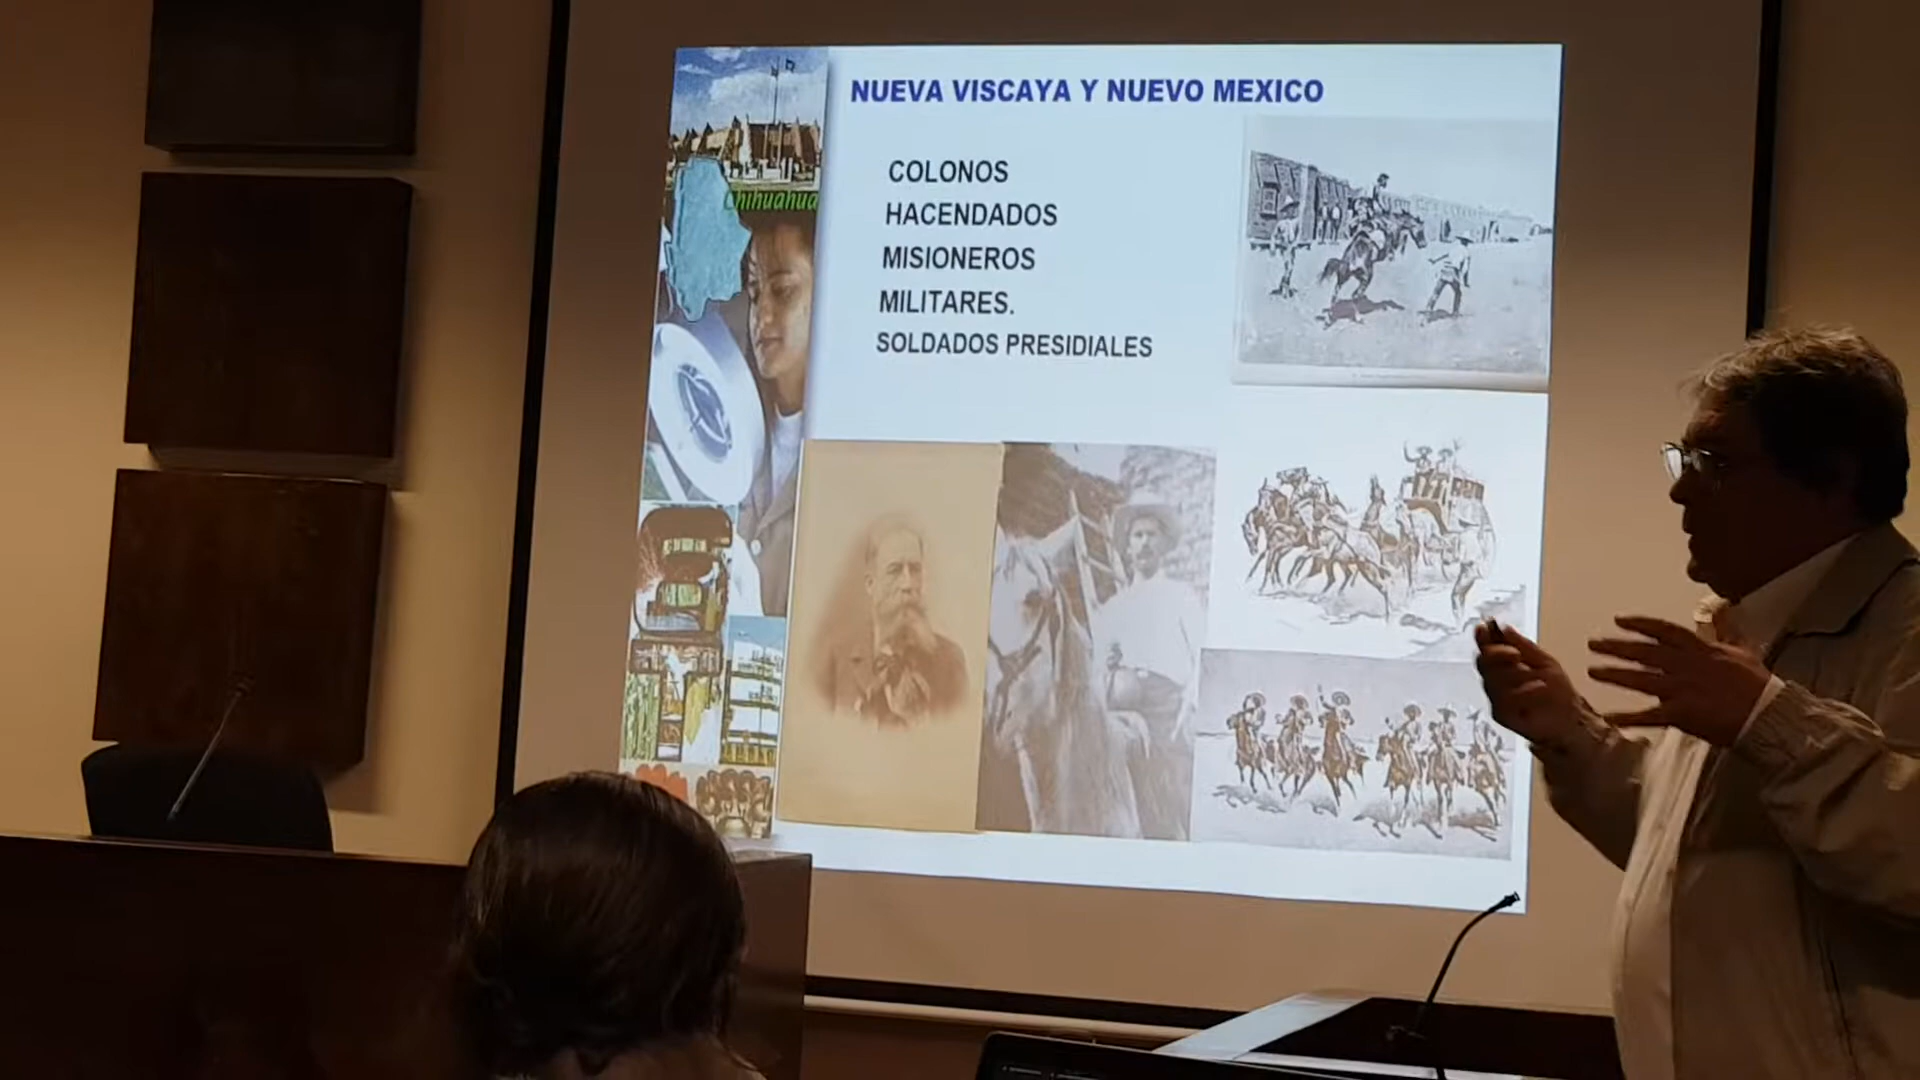 NUEVA VISCAYA Y NUEVO MEXICO
Chihuahua
COLONOS
HACENDADOS
MISIONEROS
MILITARES.
SOLDADOS PRESIDIALES